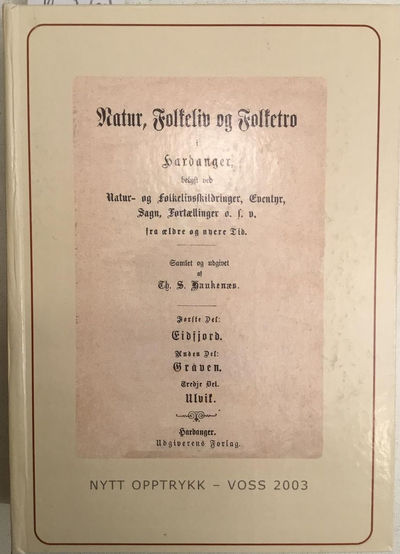 Natur, Folkeliv og Folketro
i
Hardanger,
belyst ved
Natur- og Folkelivsskildringer, Eventyr,
Sagn, Fortællinger o. s. v.
fra ældre og nyere Tid.
Samlet og udgivet
af
Th. S. Haukenæs.
Første Del:
Eidfjord.
Anden Del:
Graven.
Tredje Del.
Ulvik.
Hardanger.
Udgiverens Forlag.
NYTT OPPTRYKK – VOSS 2003